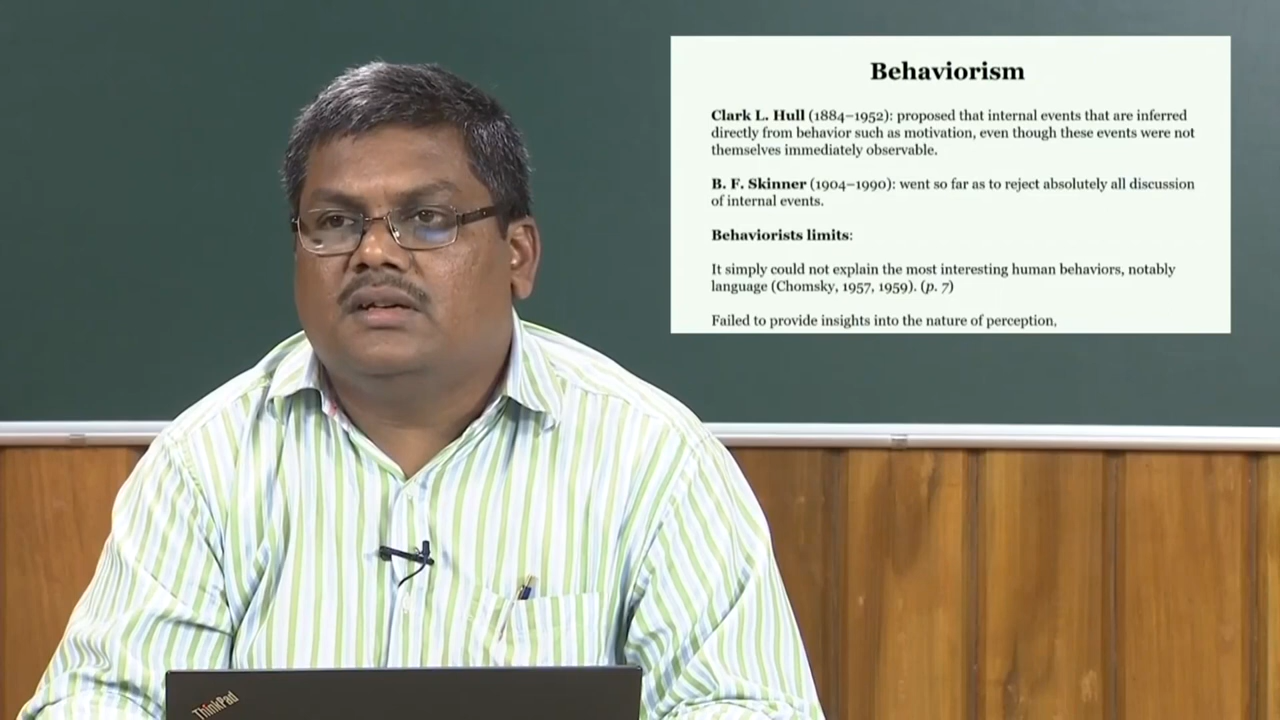 Behaviorism
Clark L. Hull (1884–1952): proposed that internal events that are inferred
directly from behavior such as motivation, even though these events were not
themselves immediately observable.
B. F. Skinner (1904–1990): went so far as to reject absolutely all discussion
of internal events.
Behaviorists limits:
It simply could not explain the most interesting human behaviors, notably
language (Chomsky, 1957, 1959). (p. 7)
Failed to provide insights into the nature of perception,
ThinkPad